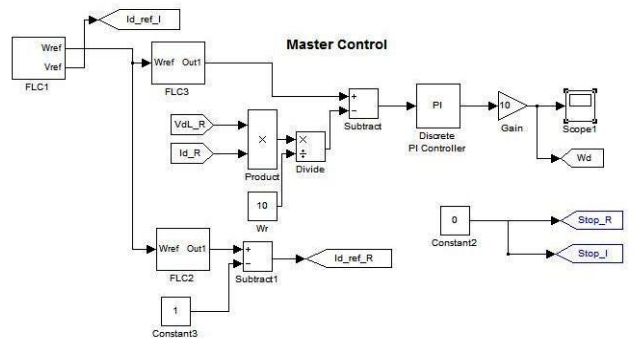 Id_ref_I
Master Control
Wref
Vref
FLC1
Wref Out1
FLC3
VdL_R
Id_R
×
Product
×
÷
Divide
+
−
Subtract
PI
Discrete
PI Controller
10
Gain
Scope1
Wd
10
Wr
0
Constant2
Stop_R
Stop_I
Wref Out1
FLC2
+
−
Subtract1
Id_ref_R
1
Constant3